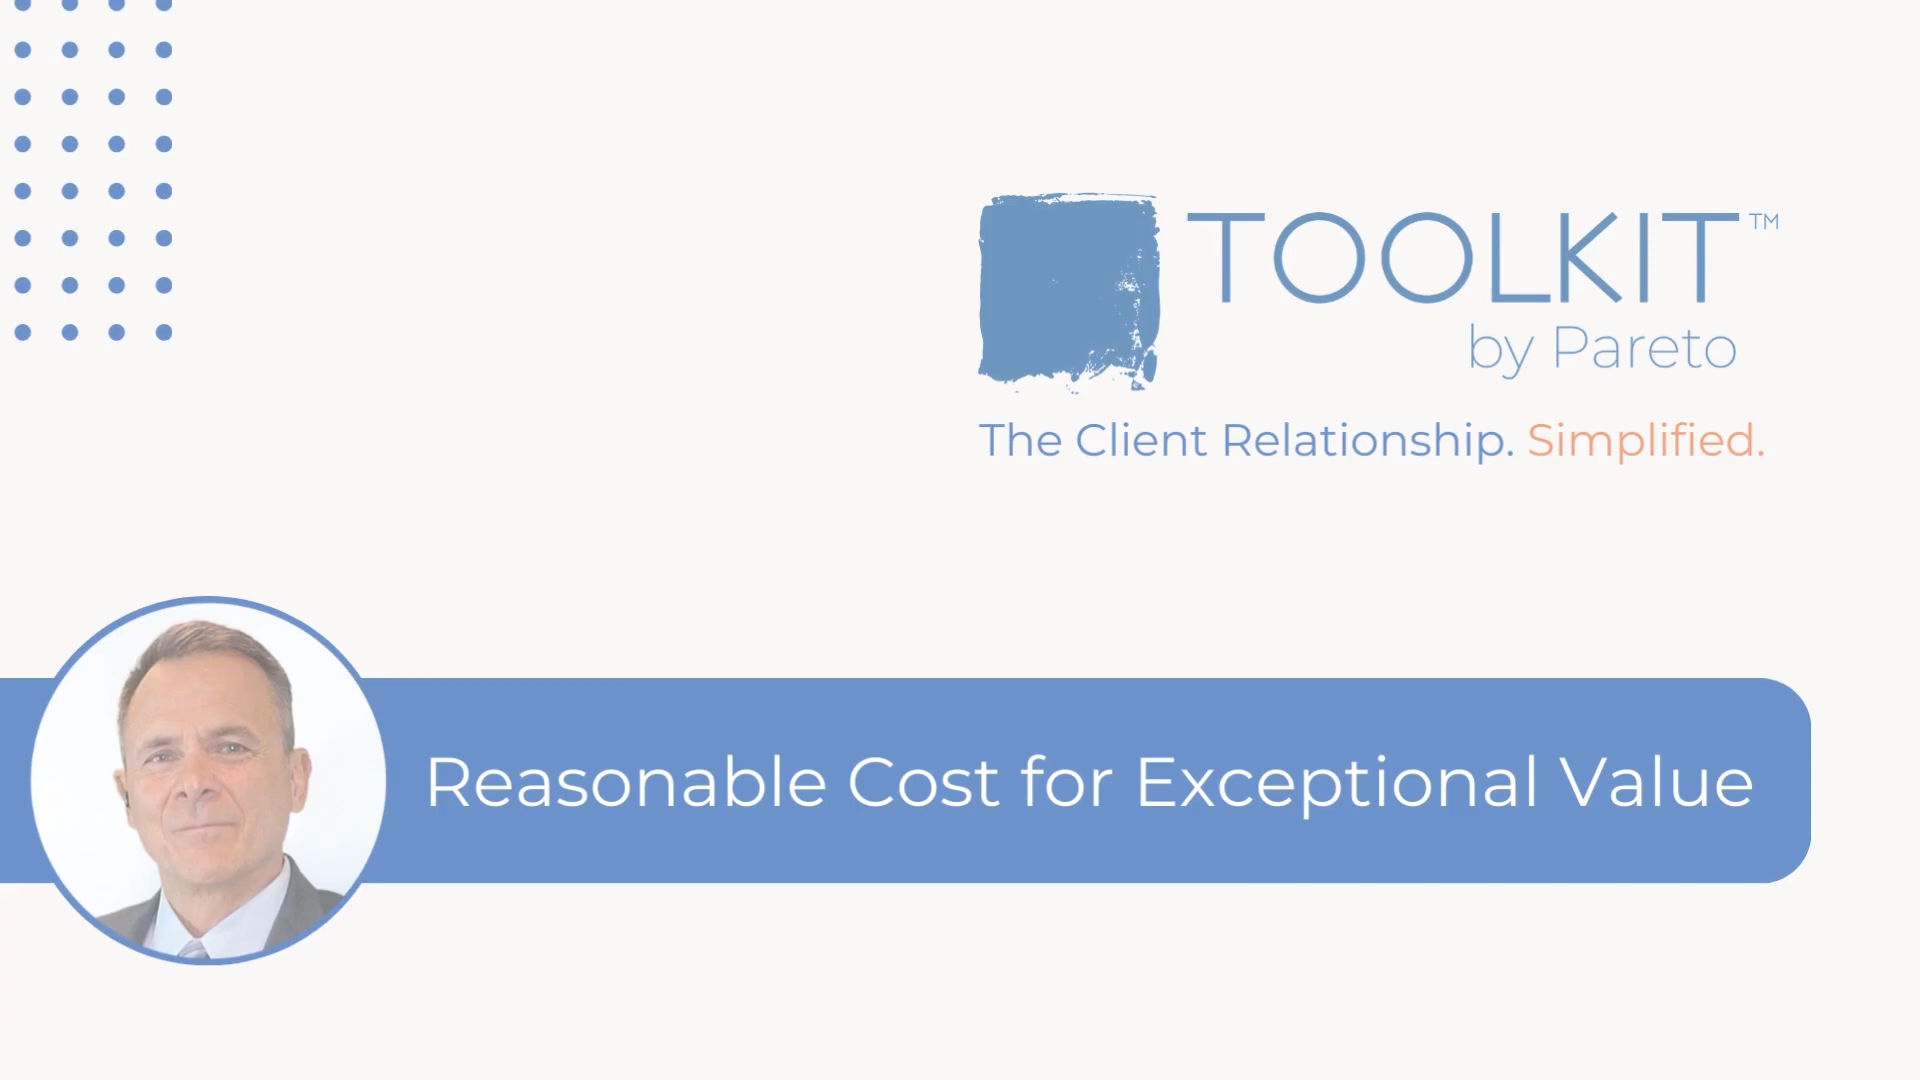 TOOLKIT™
by Pareto
The Client Relationship. Simplified.
Reasonable Cost for Exceptional Value